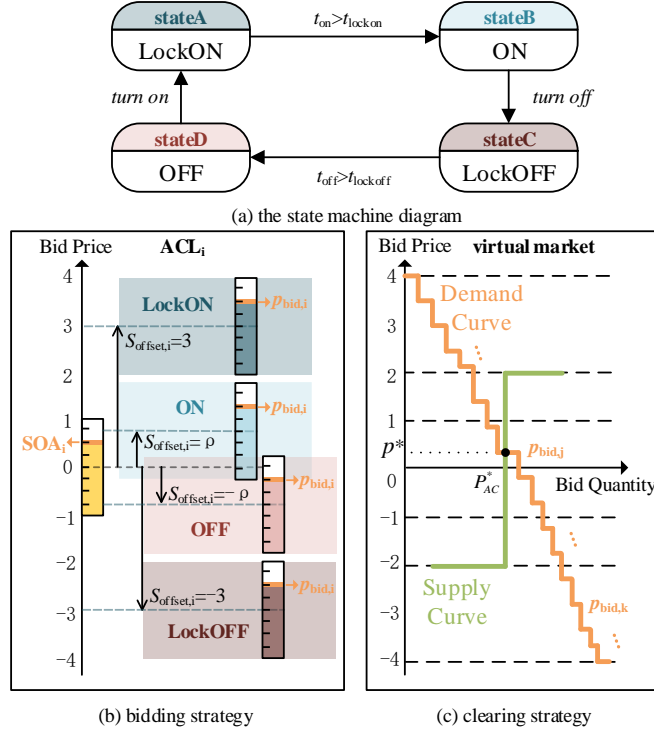 stateA
LockON
t_on>t_lockon
stateB
ON
turn on
turn off
stateD
OFF
stateC
LockOFF
t_off>t_lockoff
(a) the state machine diagram
Bid Price
ACL_i
4
3
2
1
0
−1
−2
−3
−4
LockON
p_bid,i
S_offset,i=3
ON
p_bid,i
SOA_i
S_offset,i= ρ
p_bid,i
S_offset,i=− ρ
OFF
p_bid,i
S_offset,i=−3
LockOFF
(b) bidding strategy
Bid Price
virtual market
4
3
2
1
p*
0
−1
−2
−3
−4
Demand
Curve
p_bid,j
P*_AC
Bid Quantity
Supply
Curve
p_bid,k
(c) clearing strategy